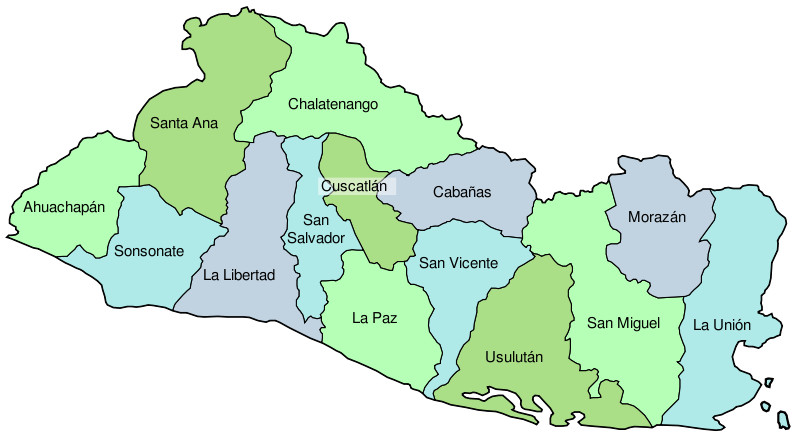 Chalatenango
Santa Ana
Cuscatlán
Cabañas
Ahuachapán
Morazán
San
Salvador
Sonsonate
San Vicente
La Libertad
La Paz
San Miguel
La Unión
Usulután